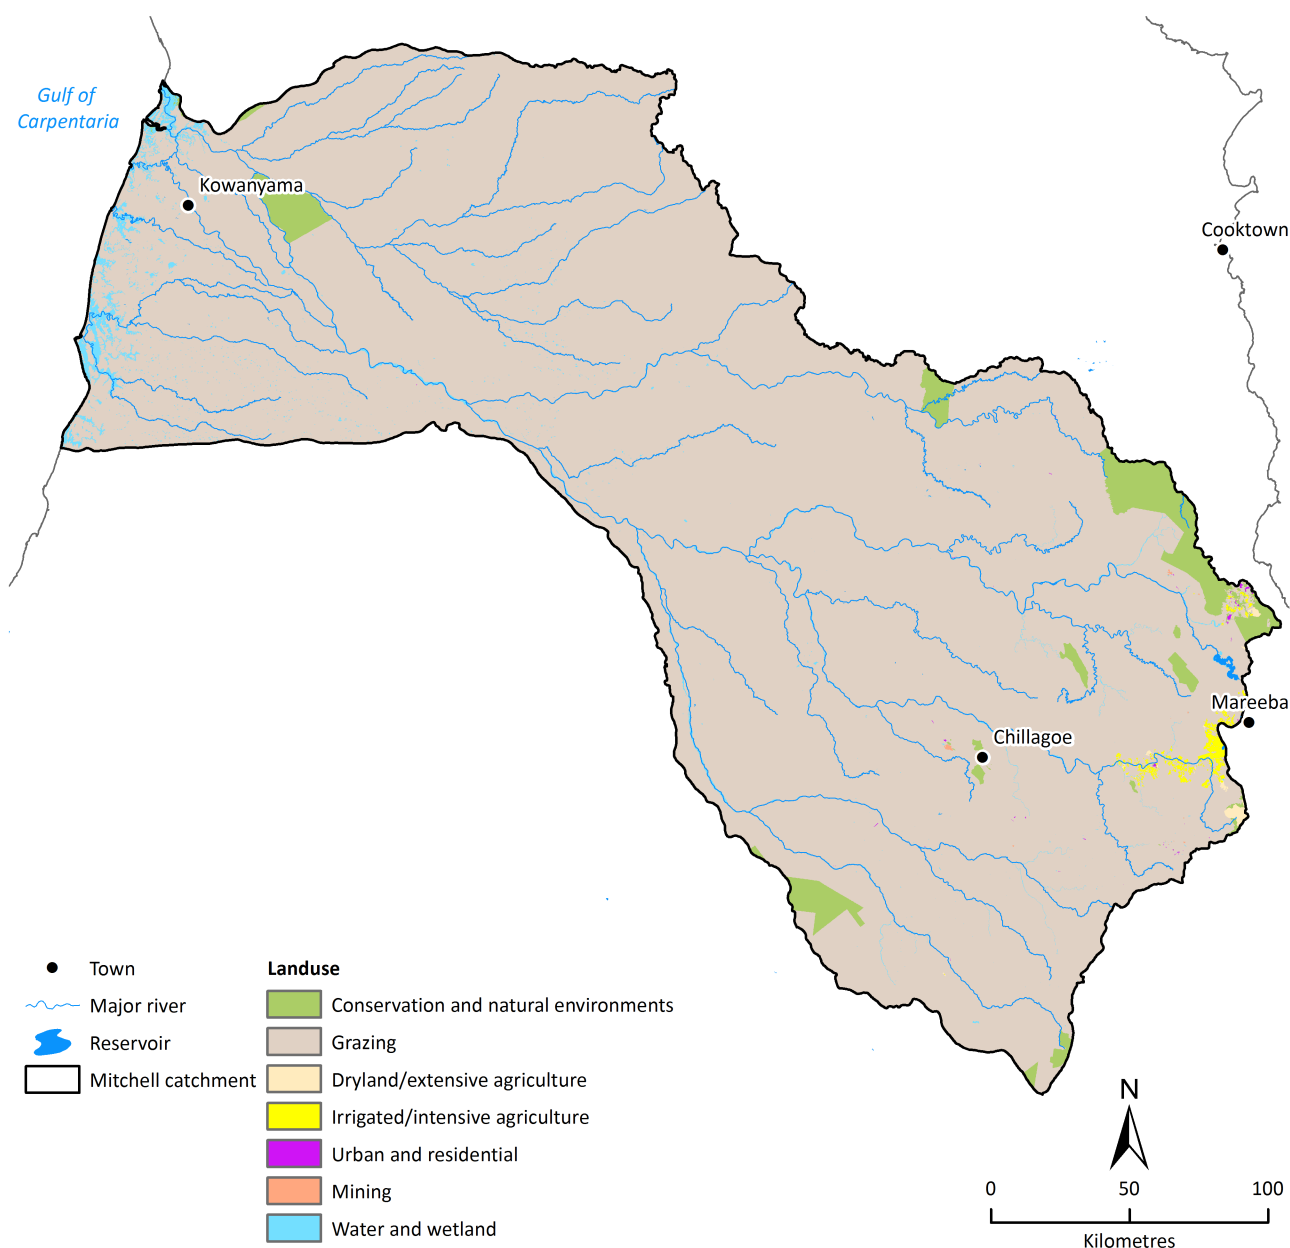 Gulf of
Carpentaria
Kowanyama
Cooktown
Mareeba
Chillagoe
Town
Major river
Reservoir
Mitchell catchment
Landuse
Conservation and natural environments
Grazing
Dryland/extensive agriculture
Irrigated/intensive agriculture
Urban and residential
Mining
Water and wetland
N
0 50 100
Kilometres